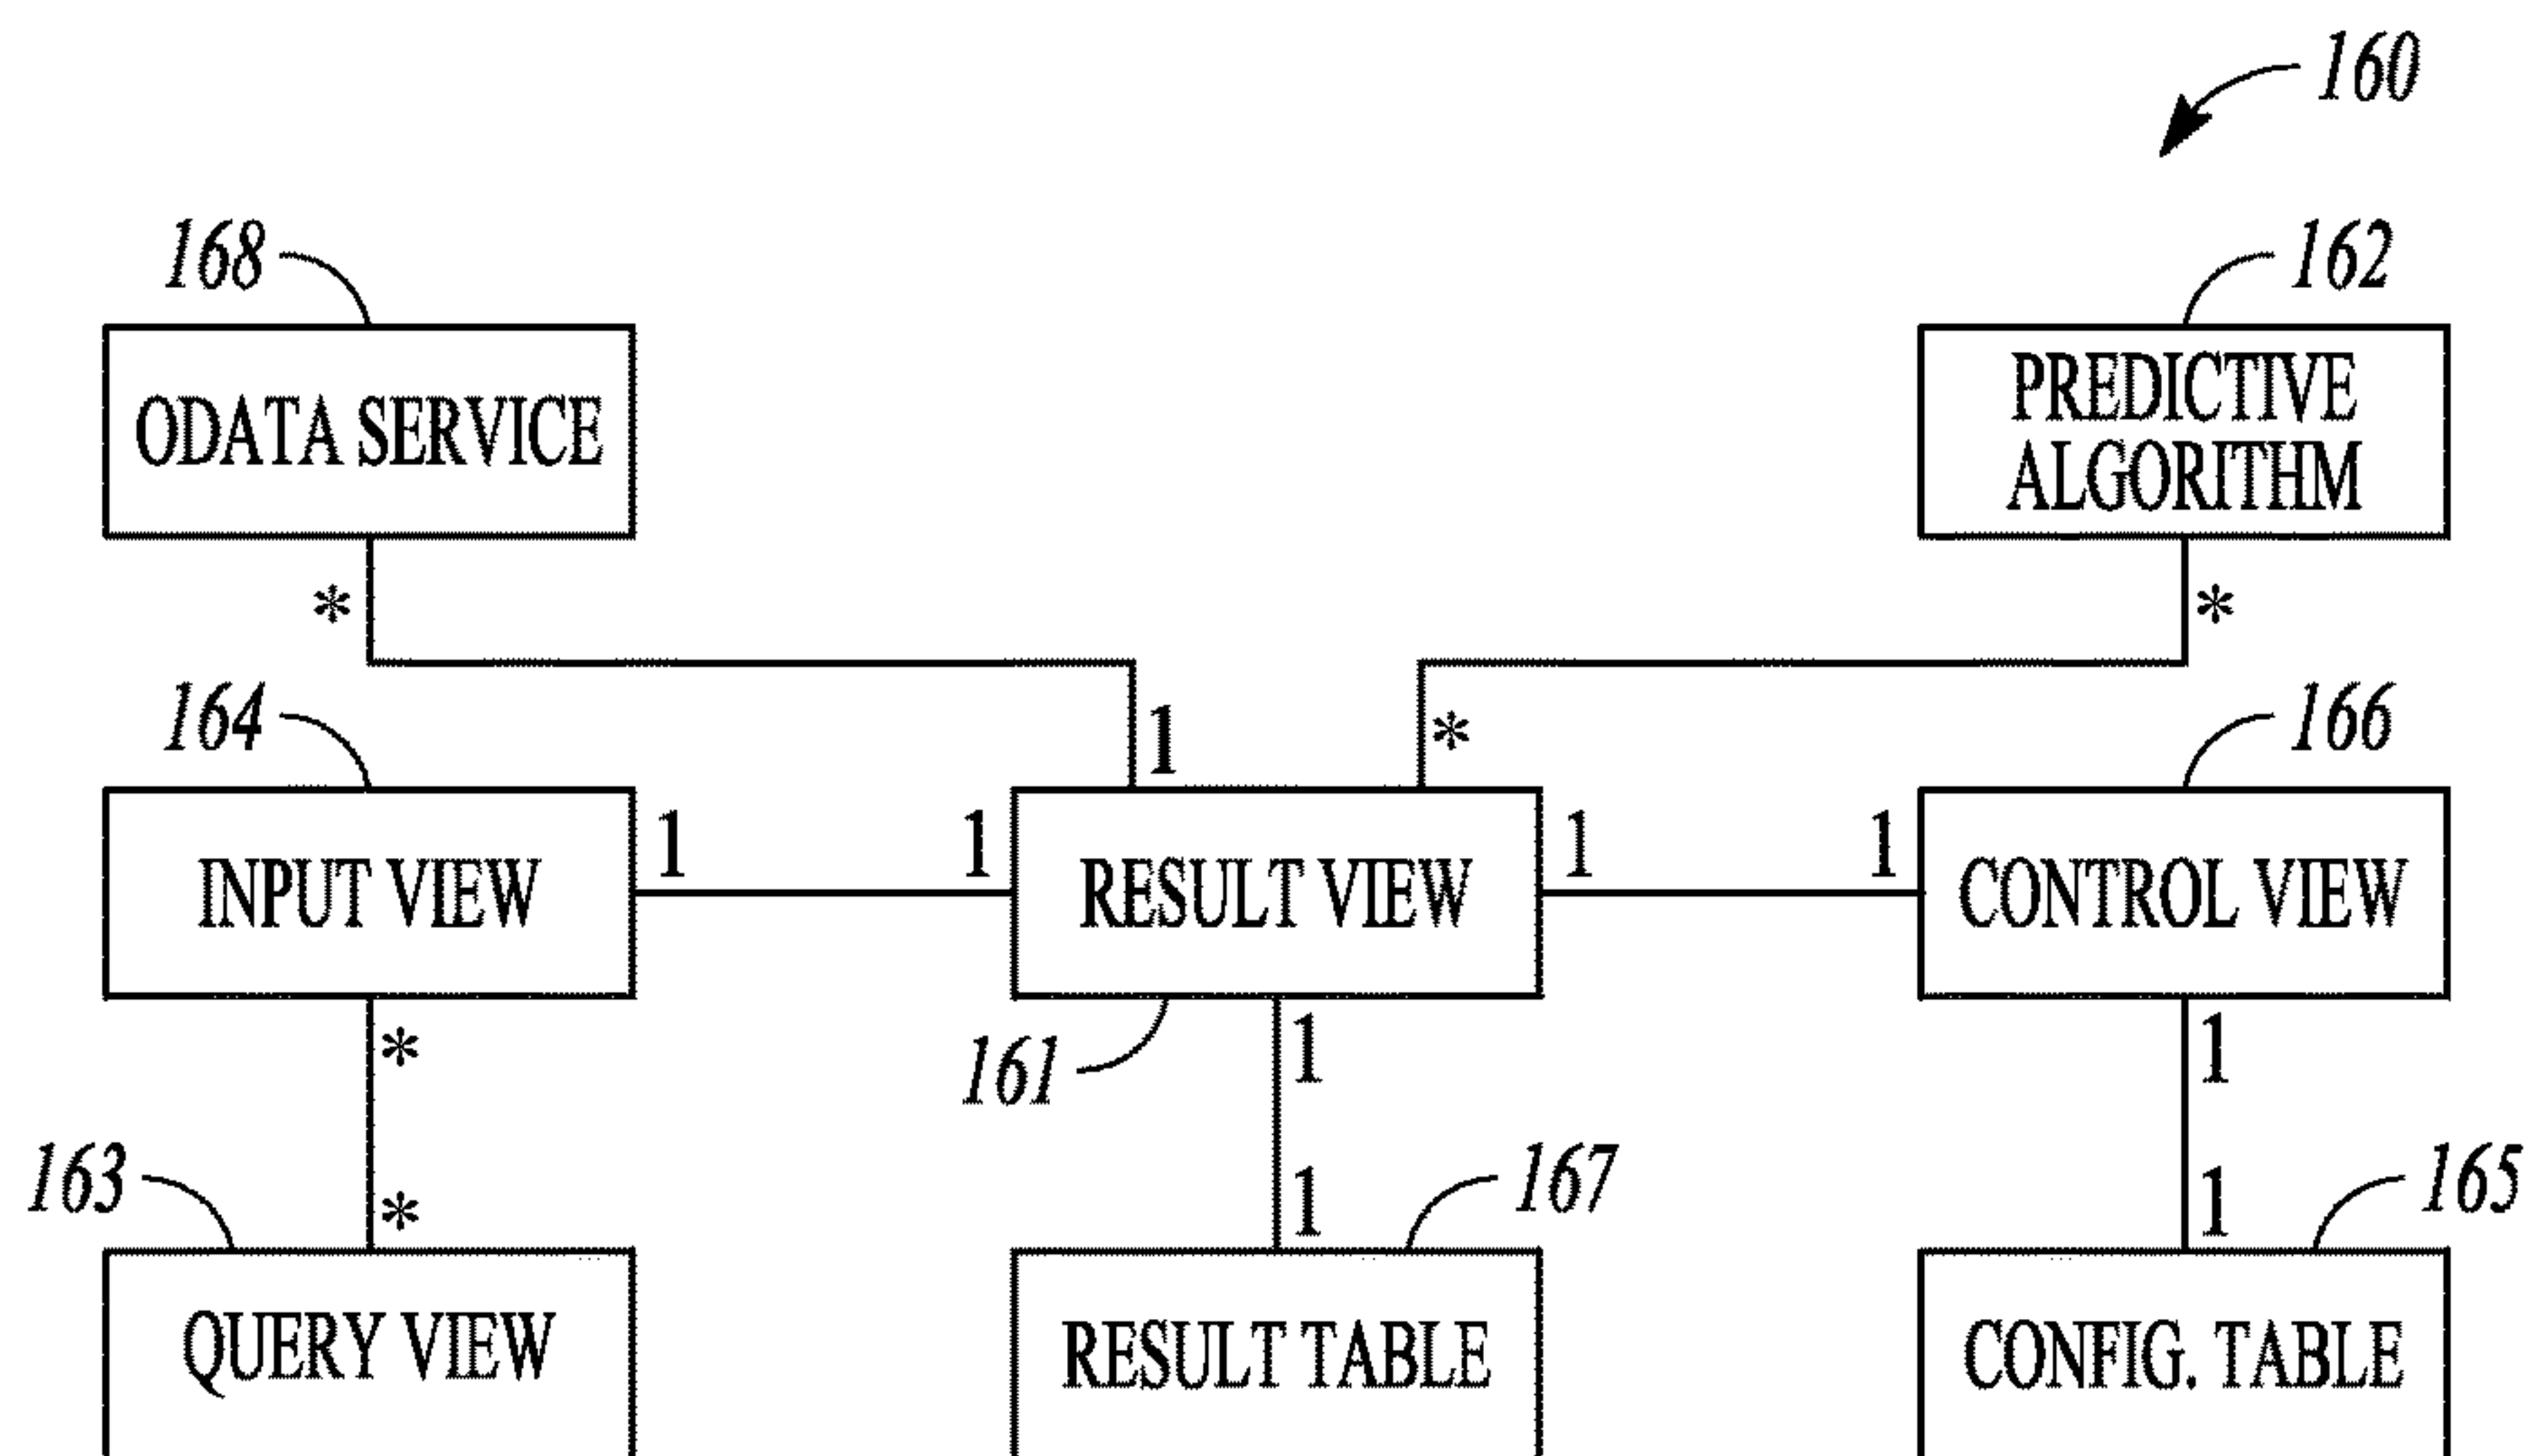 160
168
162
ODATA SERVICE
PREDICTIVE
ALGORITHM
*
*
164
166
1
*
1
1
1
1
INPUT VIEW
RESULT VIEW
CONTROL VIEW
*
161
1
1
163
167
165
*
1
1
QUERY VIEW
RESULT TABLE
CONFIG. TABLE